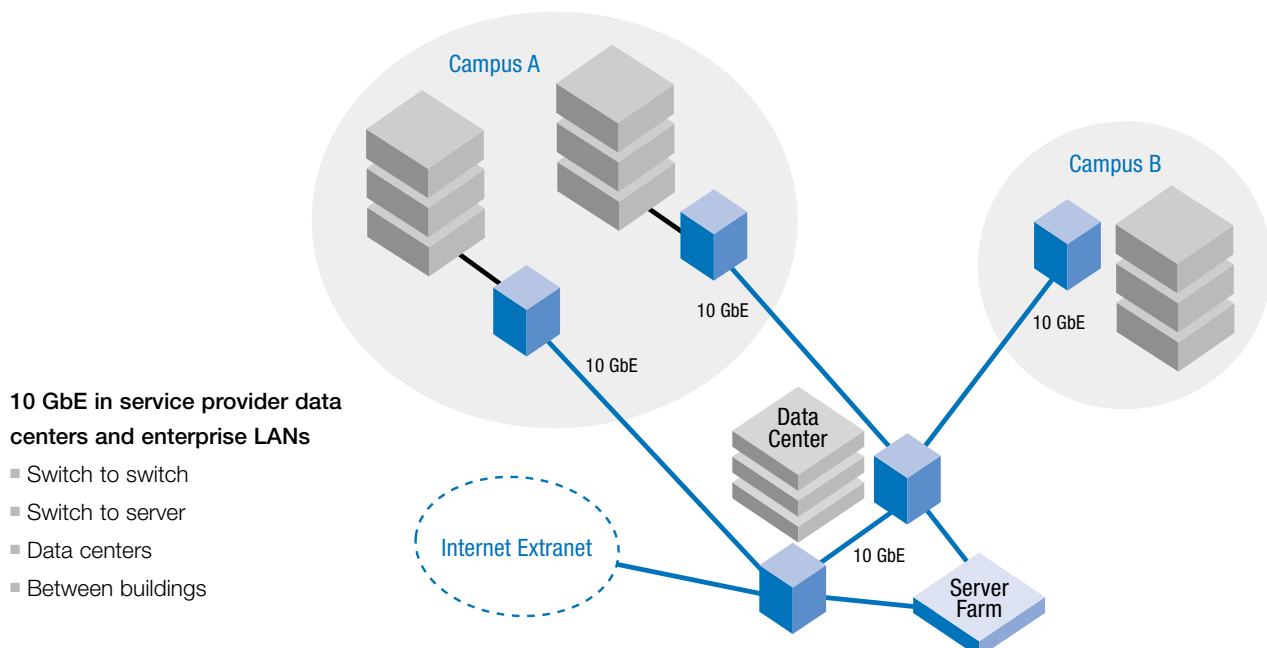 Campus A
Campus B
10 GbE
10 GbE
10 GbE
10 GbE in service provider data
centers and enterprise LANs
Switch to switch
Switch to server
Data centers
Between buildings
Data
Center
Internet Extranet
10 GbE
Server
Farm